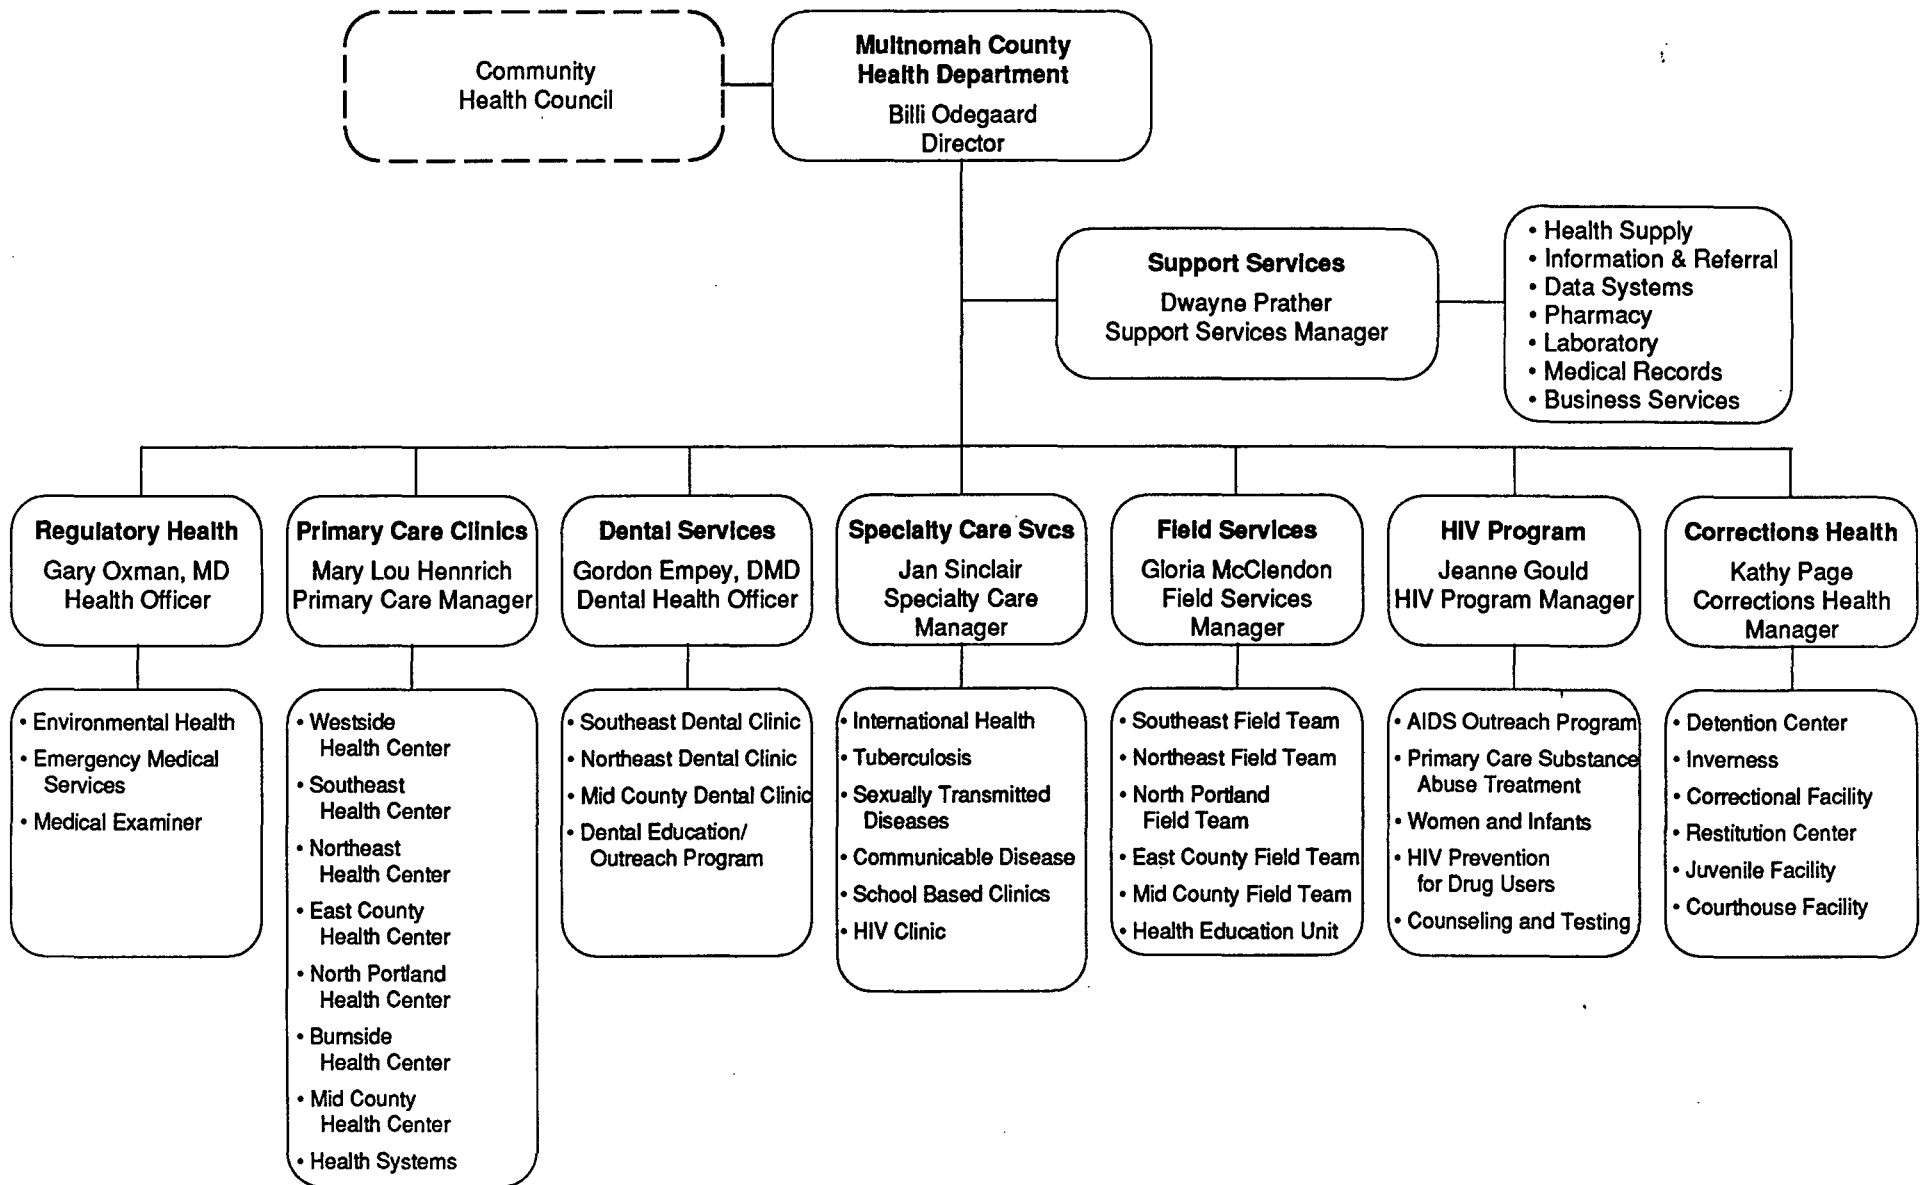 Community
Health Council
Multnomah County
Health Department
Billi Odegaard
Director
Support Services
Dwayne Prather
Support Services Manager
• Health Supply
• Information & Referral
• Data Systems
• Pharmacy
• Laboratory
• Medical Records
• Business Services
Regulatory Health
Gary Oxman, MD
Health Officer
Primary Care Clinics
Mary Lou Hennrich
Primary Care Manager
Dental Services
Gordon Empey, DMD
Dental Health Officer
Specialty Care Svcs
Jan Sinclair
Specialty Care
Manager
Field Services
Gloria McClendon
Field Services
Manager
HIV Program
Jeanne Gould
HIV Program Manager
Corrections Health
Kathy Page
Corrections Health
Manager
• Environmental Health
• Emergency Medical
Services
• Medical Examiner
• Westside
Health Center
• Southeast
Health Center
• Northeast
Health Center
• East County
Health Center
• North Portland
Health Center
• Burnside
Health Center
• Mid County
Health Center
• Health Systems
• Southeast Dental Clinic
• Northeast Dental Clinic
• Mid County Dental Clinic
• Dental Education/
Outreach Program
• International Health
• Tuberculosis
• Sexually Transmitted
Diseases
• Communicable Disease
• School Based Clinics
• HIV Clinic
• Southeast Field Team
• Northeast Field Team
• North Portland
Field Team
• East County Field Team
• Mid County Field Team
• Health Education Unit
• AIDS Outreach Program
• Primary Care Substance
Abuse Treatment
• Women and Infants
• HIV Prevention
for Drug Users
• Counseling and Testing
• Detention Center
• Inverness
• Correctional Facility
• Restitution Center
• Juvenile Facility
• Courthouse Facility